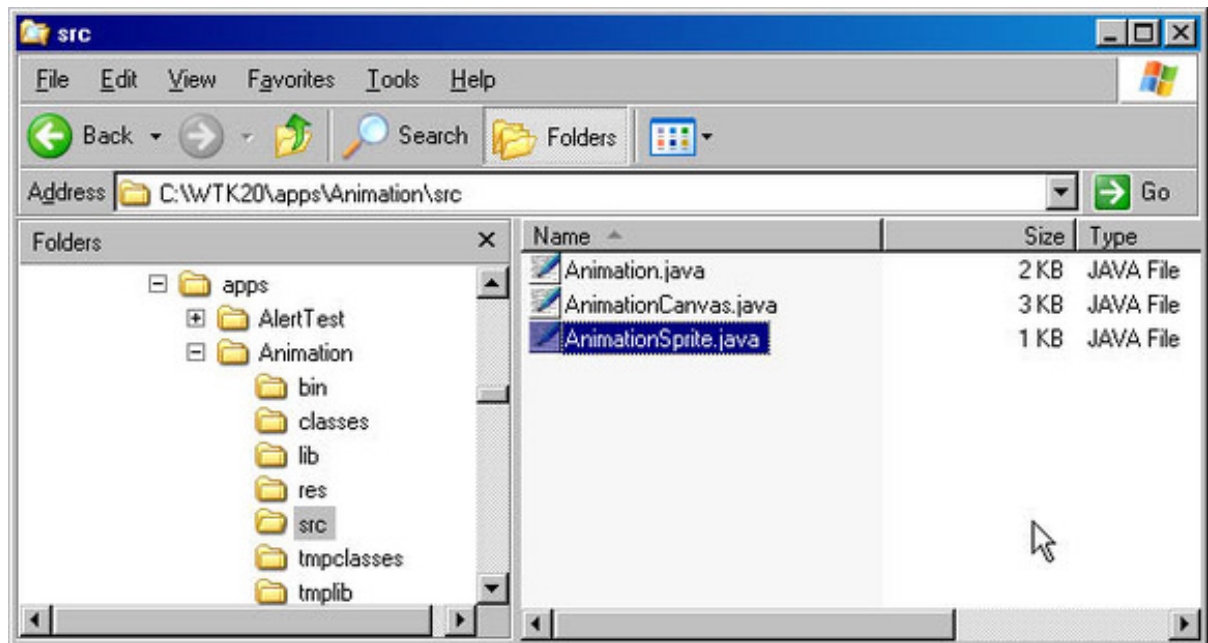 src
File Edit View Favorites Tools Help
Back Search Folders
Address C:\WTK20\apps\Animation\src Go
Folders
apps
AlertTest
Animation
bin
classes
lib
res
src
tmpclasses
tmplib
Name Size Type
Animation.java 2 KB JAVA File
AnimationCanvas.java 3 KB JAVA File
AnimationSprite.java 1 KB JAVA File